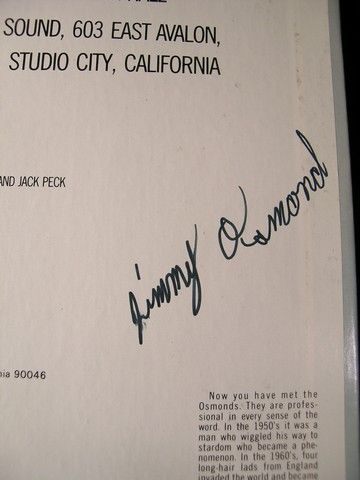 SOUND, 603 EAST AVALON,
STUDIO CITY, CALIFORNIA
AND JACK PECK
Jimmy Osmond
nia 90046
Now you have met the
Osmonds. They are profes-
sional in every sense of the
word. In the 1950's it was a
man who wiggled his way to
stardom who became a phe-
nomenon. In the 1960's, four
long-hair lads from England
invaded the world and became